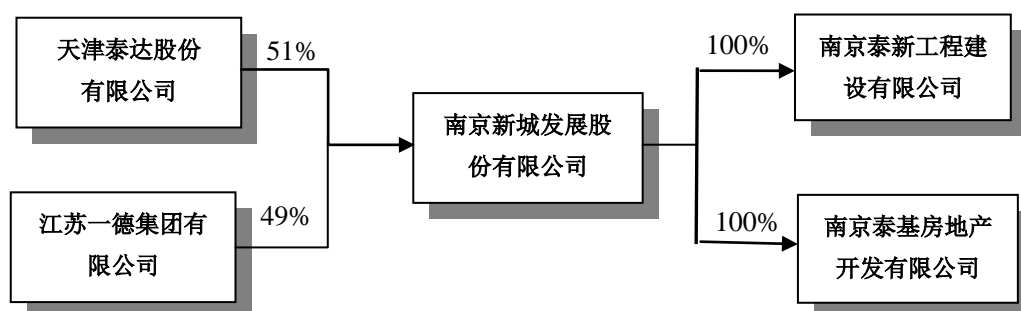 天津泰达股份
有限公司
51%
江苏一德集团有
限公司
49%
南京新城发展股
份有限公司
100%
南京泰新工程建
设有限公司
100%
南京泰基房地产
开发有限公司